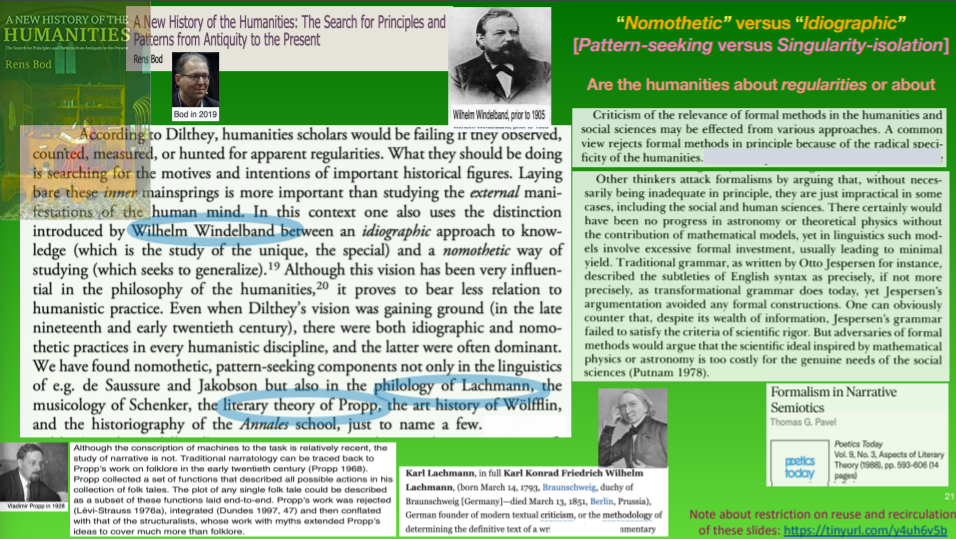 A NEW HISTORY OF THE
HUMANITIES
The Search for Principles and Patterns from Antiquity to the Present
Rens Bod
A New History of the Humanities: The Search for Principles and
Patterns from Antiquity to the Present
Rens Bod
Bod in 2019
Wilhelm Windelband, prior to 1905
According to Dilthey, humanities scholars would be failing if they observed,
counted, measured, or hunted for apparent regularities. What they should be doing
is searching for the motives and intentions of important historical figures. Laying
bare these inner mainsprings is more important than studying the external mani-
festations of the human mind. In this context one also uses the distinction
introduced by Wilhelm Windelband between an idiographic approach to know-
ledge (which is the study of the unique, the special) and a nomothetic way of
studying (which seeks to generalize).19 Although this vision has been very influen-
tial in the philosophy of the humanities,20 it proves to bear less relation to
humanistic practice. Even when Dilthey's vision was gaining ground (in the late
nineteenth and early twentieth century), there were both idiographic and nomo-
thetic practices in every humanistic discipline, and the latter were often dominant.
We have found nomothetic, pattern-seeking components not only in the linguistics
of e.g. de Saussure and Jakobson but also in the philology of Lachmann, the
musicology of Schenker, the literary theory of Propp, the art history of Wölfflin,
and the historiography of the Annales school, just to name a few.
Vladimir Propp in 1928
Although the conscription of machines to the task is relatively recent, the
study of narrative is not. Traditional narratology can be traced back to
Propp's work on folklore in the early twentieth century (Propp 1968).
Propp collected a set of functions that described all possible actions in his
collection of folk tales. The plot of any single folk tale could be described
as a subset of these functions laid end-to-end. Propp's work was rejected
(Lévi-Strauss 1976a), integrated (Dundes 1997, 47) and then conflated
with that of the structuralists, whose work with myths extended Propp's
ideas to cover much more than folklore.
Karl Lachmann, in full Karl Konrad Friedrich Wilhelm
Lachmann, (born March 14, 1793, Braunschweig, duchy of
Braunschweig [Germany]—died March 13, 1851, Berlin, Prussia),
German founder of modern textual criticism, or the methodology of
determining the definitive text of a
"Nomothetic" versus "Idiographic"
[Pattern-seeking versus Singularity-isolation]
Are the humanities about regularities or about
Criticism of the relevance of formal methods in the humanities and
social sciences may be effected from various approaches. A common
view rejects formal methods in principle because of the radical speci-
ficity of the humanities.
Other thinkers attack formalisms by arguing that, without neces-
sarily being inadequate in principle, they are just impractical in some
cases, including the social and human sciences. There certainly would
have been no progress in astronomy or theoretical physics without
the contribution of mathematical models, yet in linguistics such mod-
els involve excessive formal investment, usually leading to minimal
yield. Traditional grammar, as written by Otto Jespersen for instance,
described the subtleties of English syntax as precisely, if not more
precisely, as transformational grammar does today, yet Jespersen's
argumentation avoided any formal constructions. One can obviously
counter that, despite its wealth of information, Jespersen's grammar
failed to satisfy the criteria of scientific rigor. But adversaries of formal
methods would argue that the scientific ideal inspired by mathematical
physics or astronomy is too costly for the genuine needs of the social
sciences (Putnam 1978).
Formalism in Narrative
Semiotics
Thomas G. Pavel
poetics
today
Poetics Today
Vol. 9, No. 3, Aspects of Literary
Theory (1988), pp. 593-606 (14
pages)
21
Note about restriction on reuse and recirculation
of these slides: https://tinyurl.com/y4uh6v5b